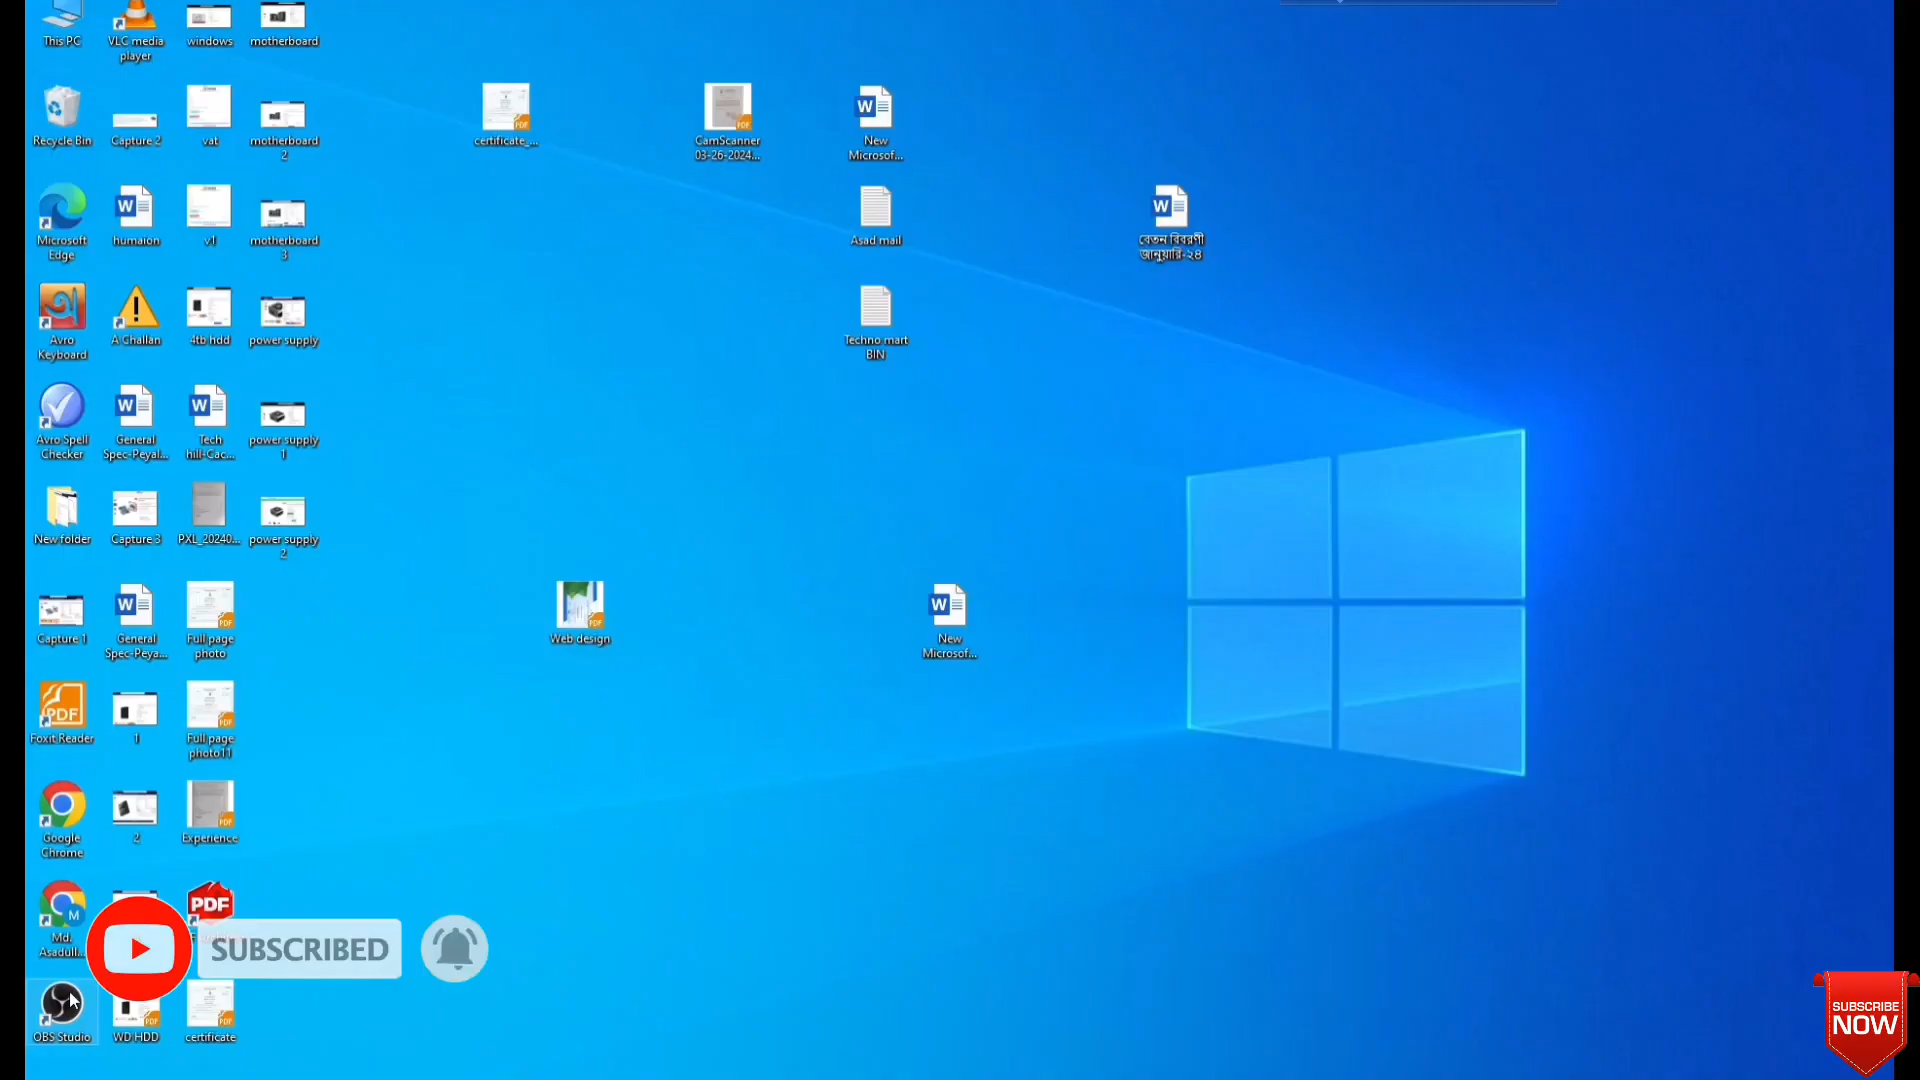 This PC
VLC media
player
windows
motherboard
Recycle Bin
Capture 2
vat
motherboard
2
certificate_...
CamScanner
03-26-2024...
New
Microsof...
Microsoft
Edge
humaion
v1
motherboard
3
Asad mail
বেতন বিবরণী
জানুয়ারি-২৪
Avro
Keyboard
A Challan
4tb hdd
power supply
Techno mart
BIN
Avro Spell
Checker
General
Spec-Peyal...
Tech
hill-Cac...
power supply
1
New folder
Capture 3
PXL_20240...
power supply
2
Capture 1
General
Spec-Peya...
Full page
photo
Web design
New
Microsof...
Foxit Reader
1
Full page
photo11
Google
Chrome
2
Experience
Md.
Asadull...
SUBSCRIBED
OBS Studio
WD HDD
certificate
SUBSCRIBE
NOW